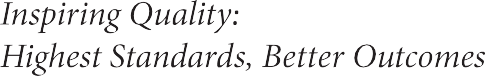 Inspiring Quality:
Highest Standards, Better Outcomes